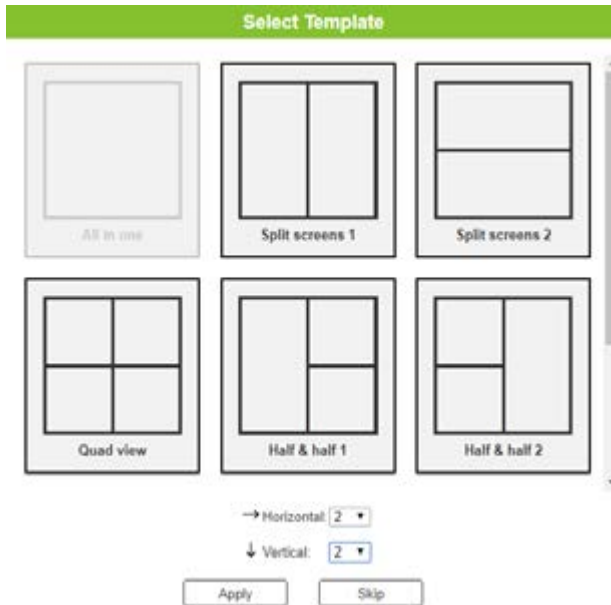 Select Template
All in one
Split screens 1
Split screens 2
Quad view
Half & half 1
Half & half 2
→ Horizontal: 2 ▼
↓ Vertical: 2 ▼
Apply
Skip